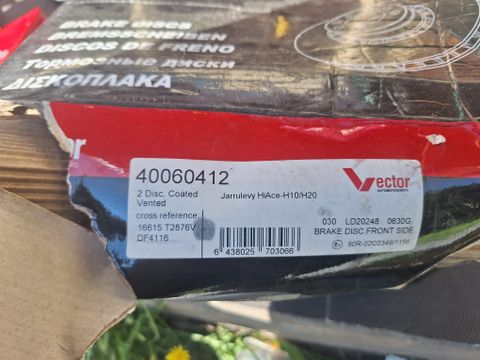 BRAKE DISCS
BREMSSCHEIBEN
DISCOS DE FRENO
ТОРМОЗНЫЕ ДИСКИ
ΔΙΣΚΟΠΛΑΚΑ
r
40060412
2 Disc, Coated
Vented
Jarrulevy HiAce-H10/H20
Vector
cross reference
16615 T2876V
DF4116
6 438025 703066
030 LD20248 0630G
BRAKE DISC FRONT SIDE
90R-02C0349/1156